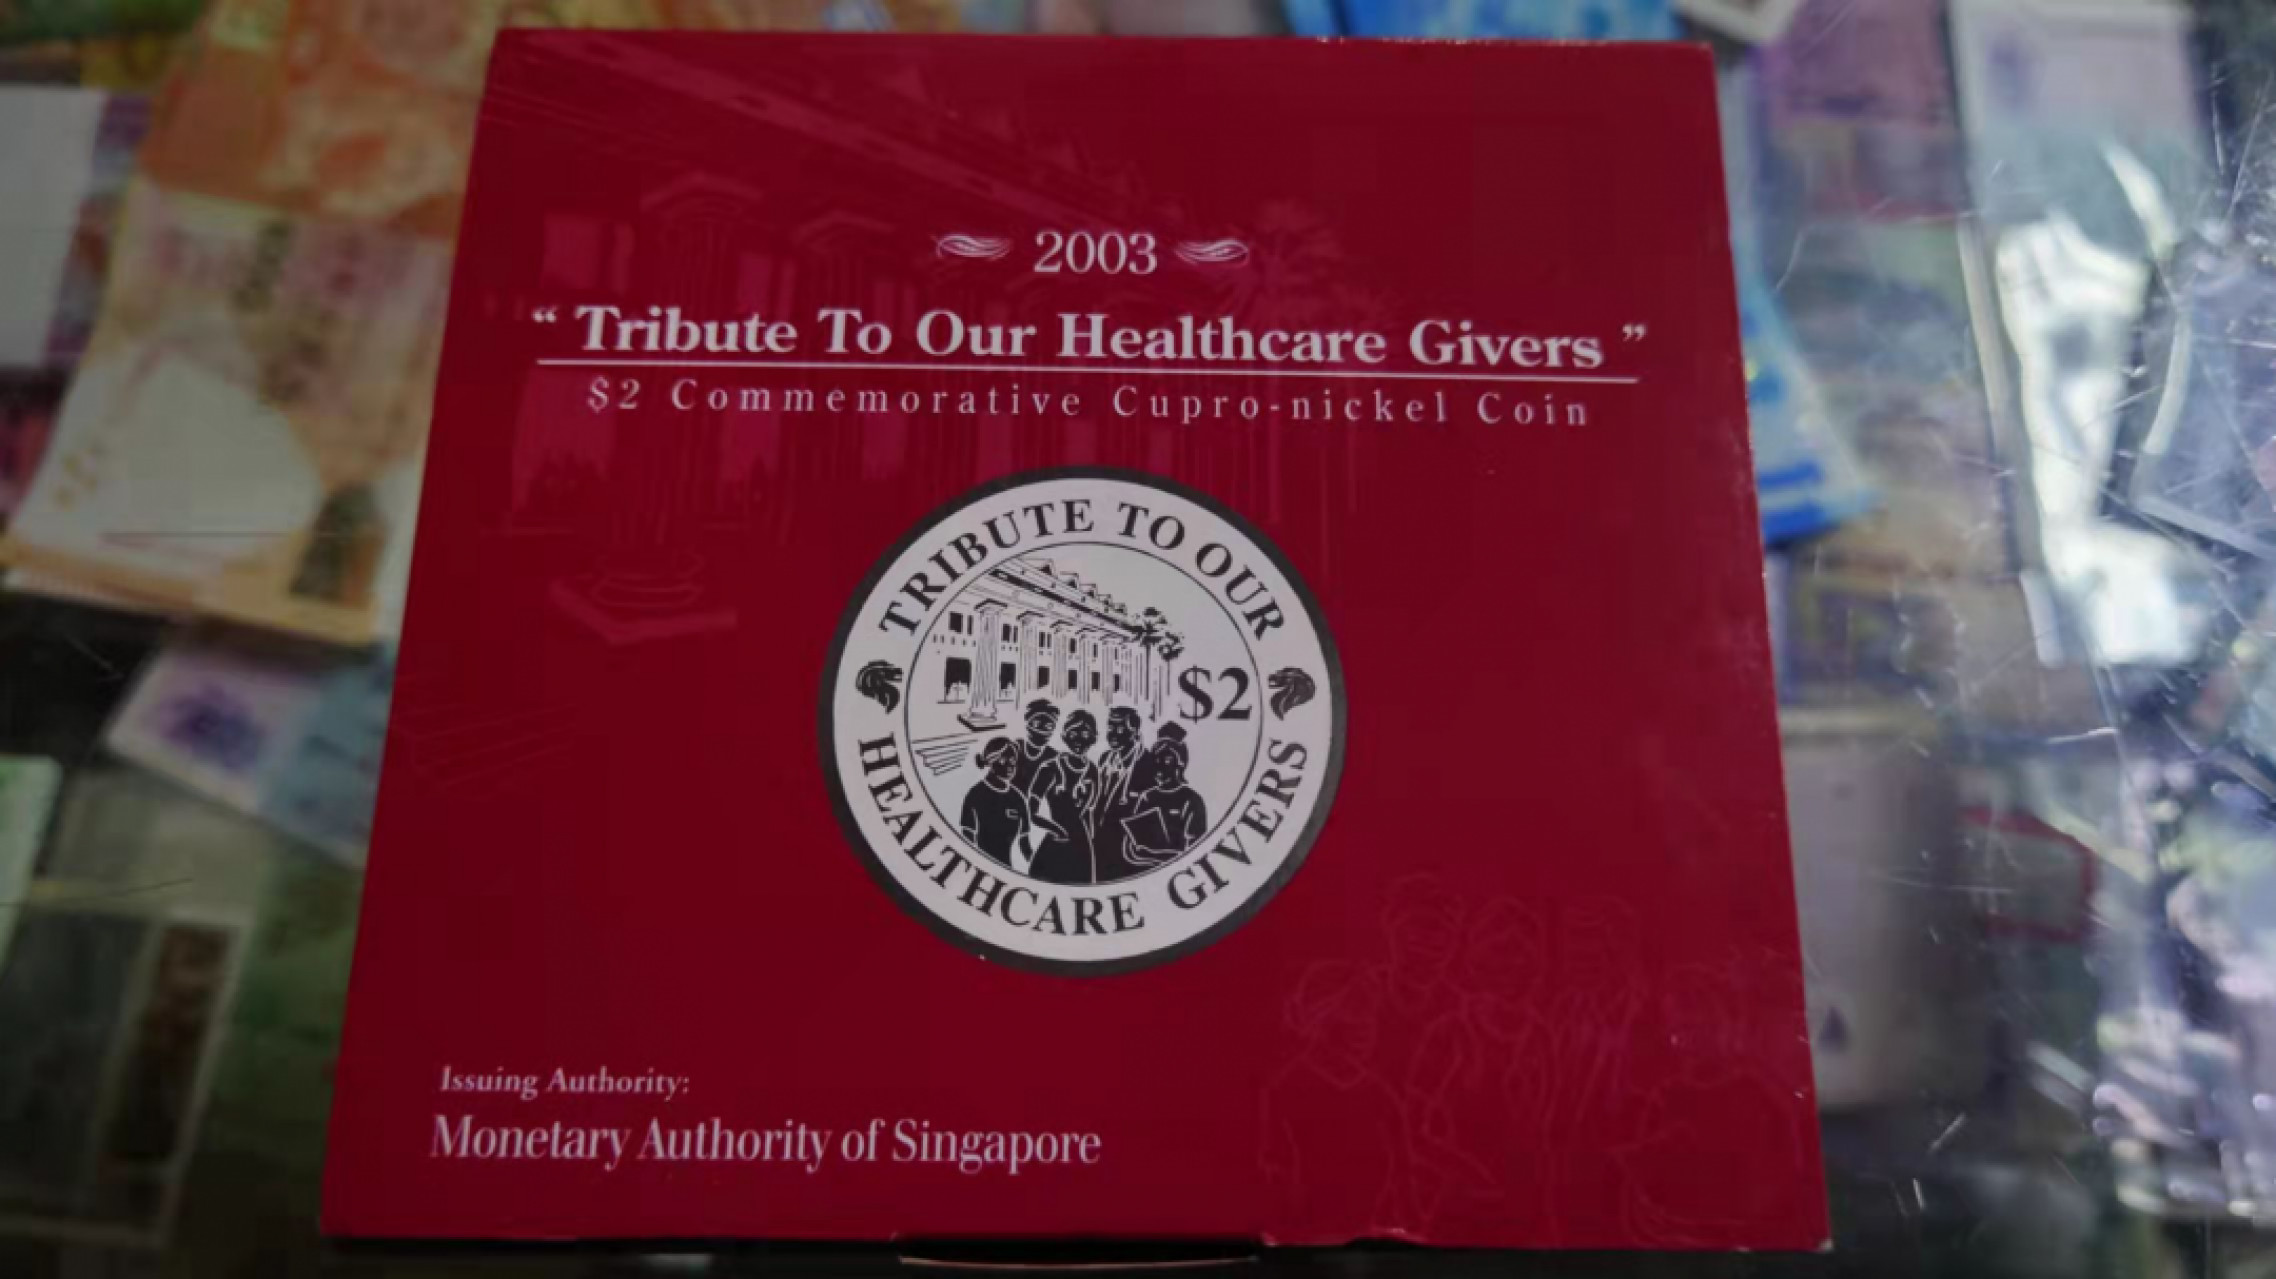 2003
“ Tribute To Our Healthcare Givers ”
$2 Commemorative Cupro-nickel Coin
TRIBUTE TO OUR
$2
HEALTHCARE GIVERS
Issuing Authority:
Monetary Authority of Singapore